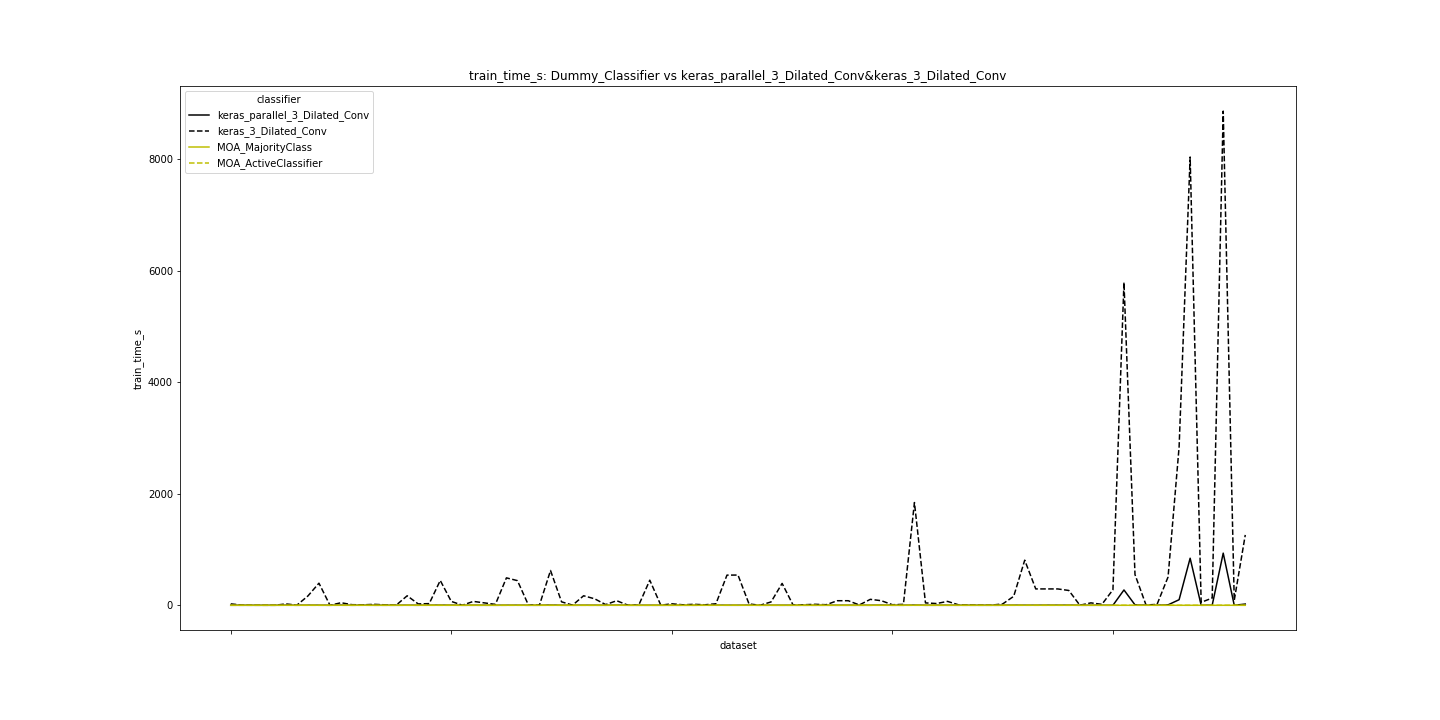 train_time_s: Dummy_Classifier vs keras_parallel_3_Dilated_Conv&keras_3_Dilated_Conv
classifier
keras_parallel_3_Dilated_Conv
keras_3_Dilated_Conv
MOA_MajorityClass
MOA_ActiveClassifier
8000
6000
4000
2000
0
train_time_s
dataset